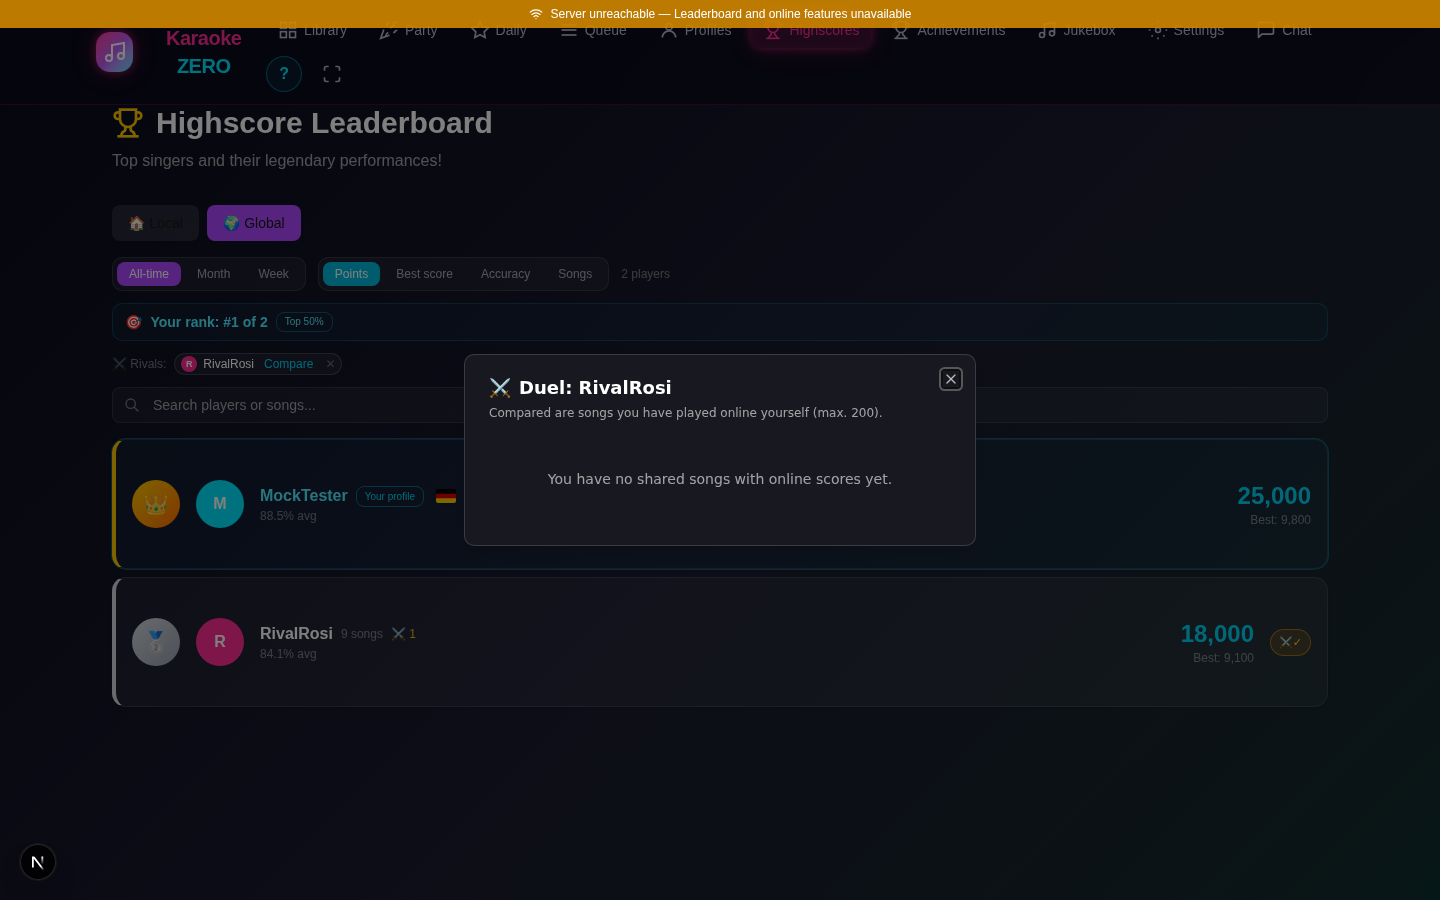 Server unreachable — Leaderboard and online features unavailable
Karaoke
ZERO
Library
Party
Daily
Queue
Profiles
Highscores
Achievements
Jukebox
Settings
Chat
?
Highscore Leaderboard
Top singers and their legendary performances!
Local
Global
All-time
Month
Week
Points
Best score
Accuracy
Songs
2 players
Your rank: #1 of 2
Top 50%
Rivals:
R
RivalRosi
Compare
Search players or songs...
Duel: RivalRosi
Compared are songs you have played online yourself (max. 200).
You have no shared songs with online scores yet.
M
MockTester
Your profile
88.5% avg
25,000
Best: 9,800
R
RivalRosi
9 songs
1
84.1% avg
18,000
Best: 9,100
N